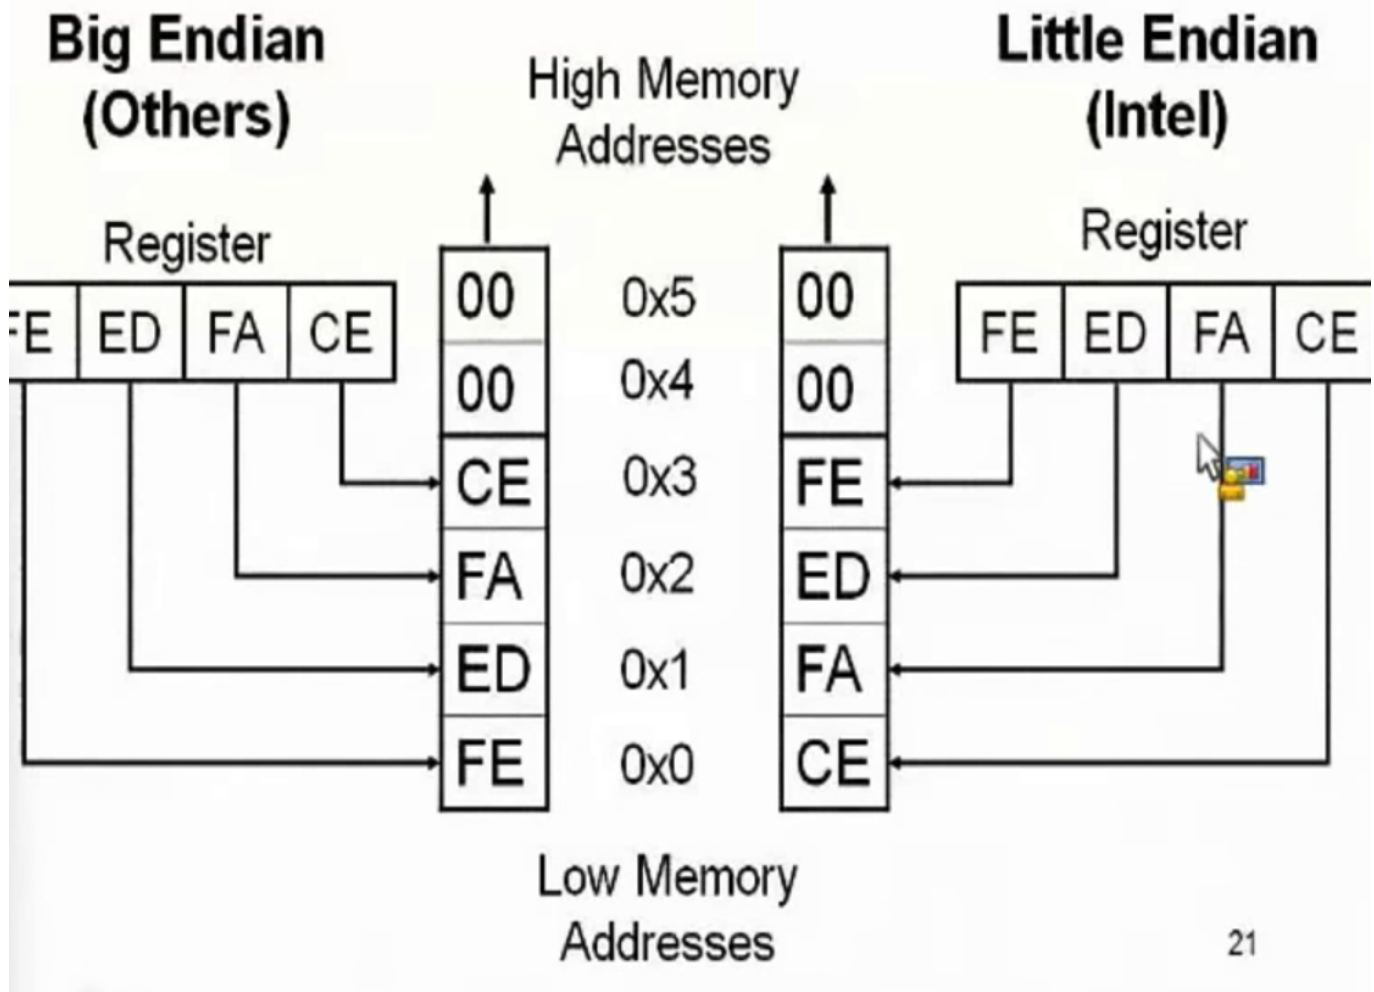 Big Endian
(Others)
High Memory
Addresses
Little Endian
(Intel)
Register
Register
FE ED FA CE
FE ED FA CE
00 0x5 00
00 0x4 00
CE 0x3 FE
FA 0x2 ED
ED 0x1 FA
FE 0x0 CE
Low Memory
Addresses
21